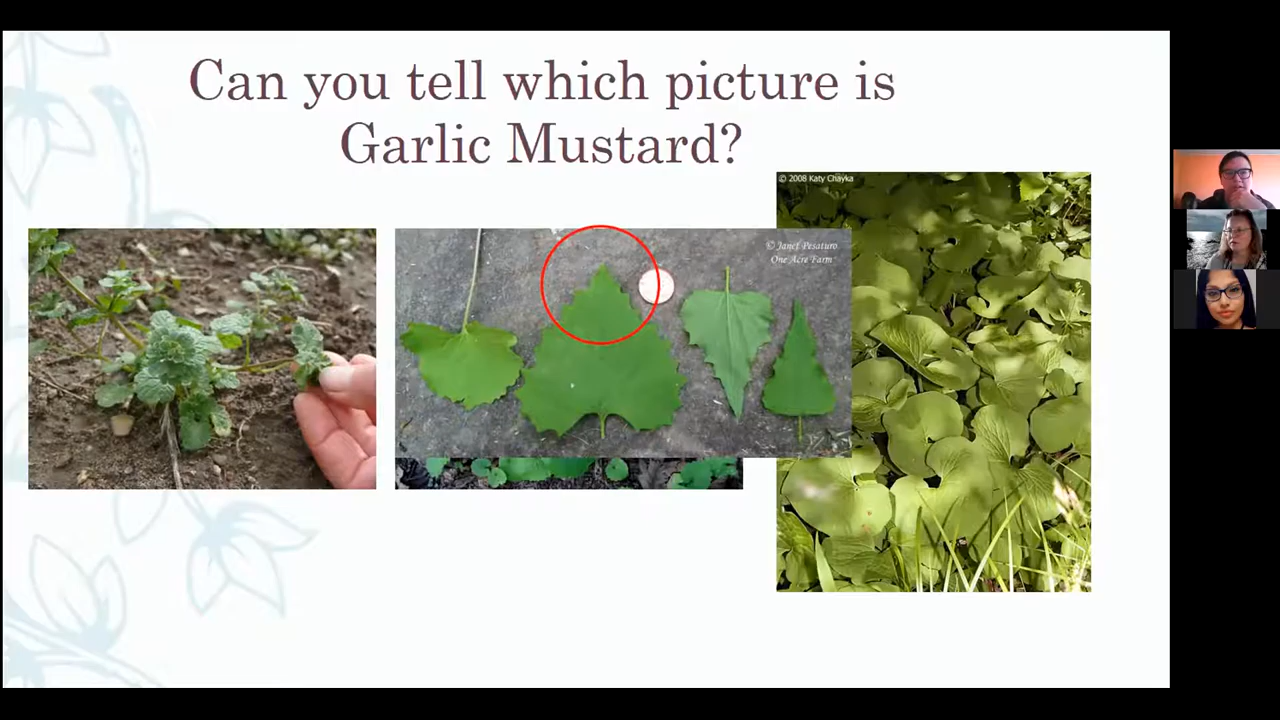 Can you tell which picture is
Garlic Mustard?
© 2008 Katy Chayka
© Janet Pesaturo
One Acre Farm